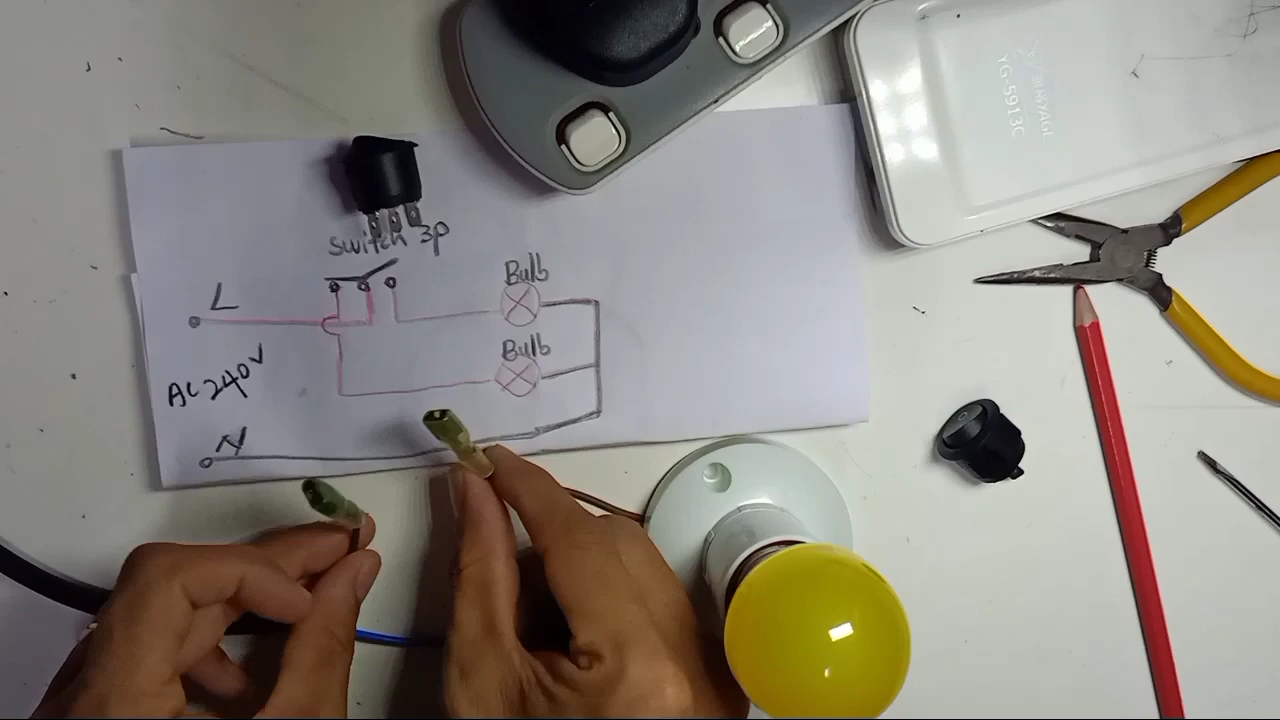 switch 3p
L
Bulb
Bulb
AC 240V
N
YG-5913C